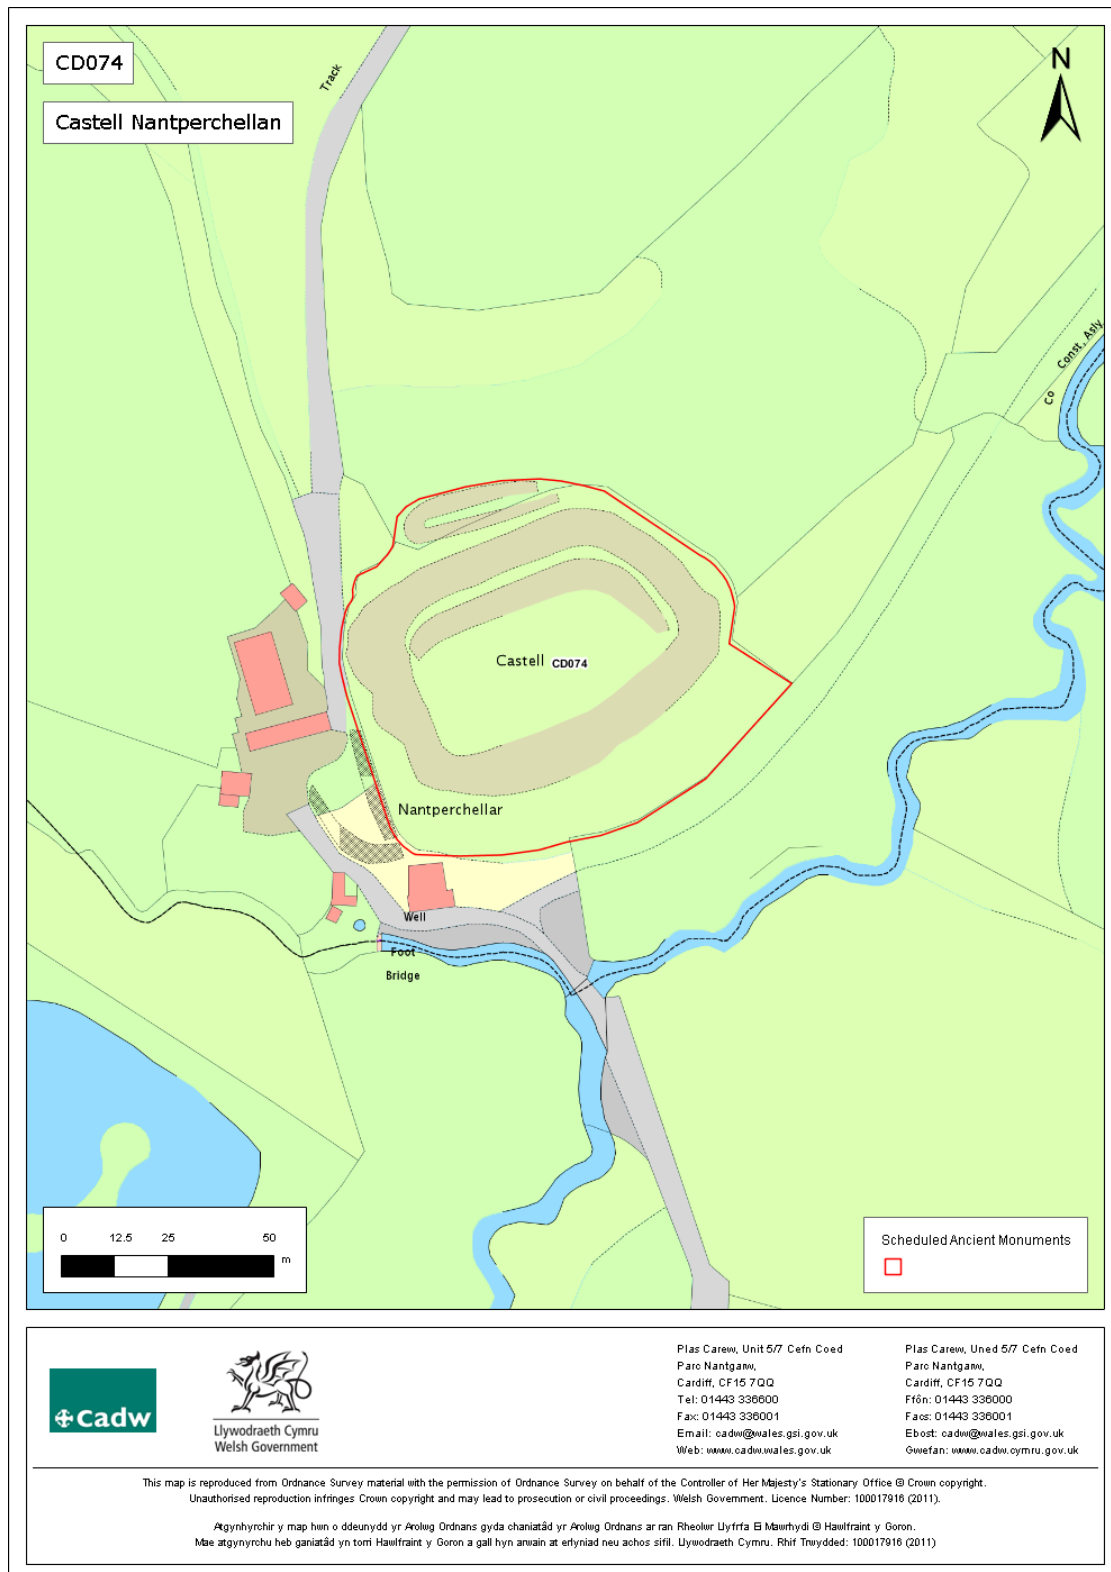 CD074
Castell Nantperchellan
N
Track
Co Const, Asly
Castell CD074
Nantperchellar
Well
Foot
Bridge
0 12.5 25 50
m
Scheduled Ancient Monuments
Cadw
Llywodraeth Cymru
Welsh Government
Plas Carew, Unit 5/7 Cefn Coed
Parc Nantgarw,
Cardiff, CF15 7QQ
Tel: 01443 336000
Fax: 01443 336001
Email: cadw@wales.gsi.gov.uk
Web: www.cadw.wales.gov.uk
Plas Carew, Uned 5/7 Cefn Coed
Parc Nantgarw,
Cardiff, CF15 7QQ
Ffôn: 01443 336000
Facs: 01443 336001
Ebost: cadw@wales.gsi.gov.uk
Gwefan: www.cadw.cymru.gov.uk
This map is reproduced from Ordnance Survey material with the permission of Ordnance Survey on behalf of the Controller of Her Majesty's Stationary Office © Crown copyright.
Unauthorised reproduction infringes Crown copyright and may lead to prosecution or civil proceedings. Welsh Government. Licence Number: 100017916 (2011).
Atgynhyrchir y map hwn o ddeunydd yr Arolwg Ordnans gyda chaniatâd yr Arolwg Ordnans ar ran Rheolwr Llyfrfa Ei Mawrhydi © Hawlfraint y Goron.
Mae atgynyrchu heb ganiatâd yn torri Hawlfraint y Goron a gall hyn arwain at erlyniad neu achos sifil. Llywodraeth Cymru. Rhif Trwydded: 100017916 (2011)